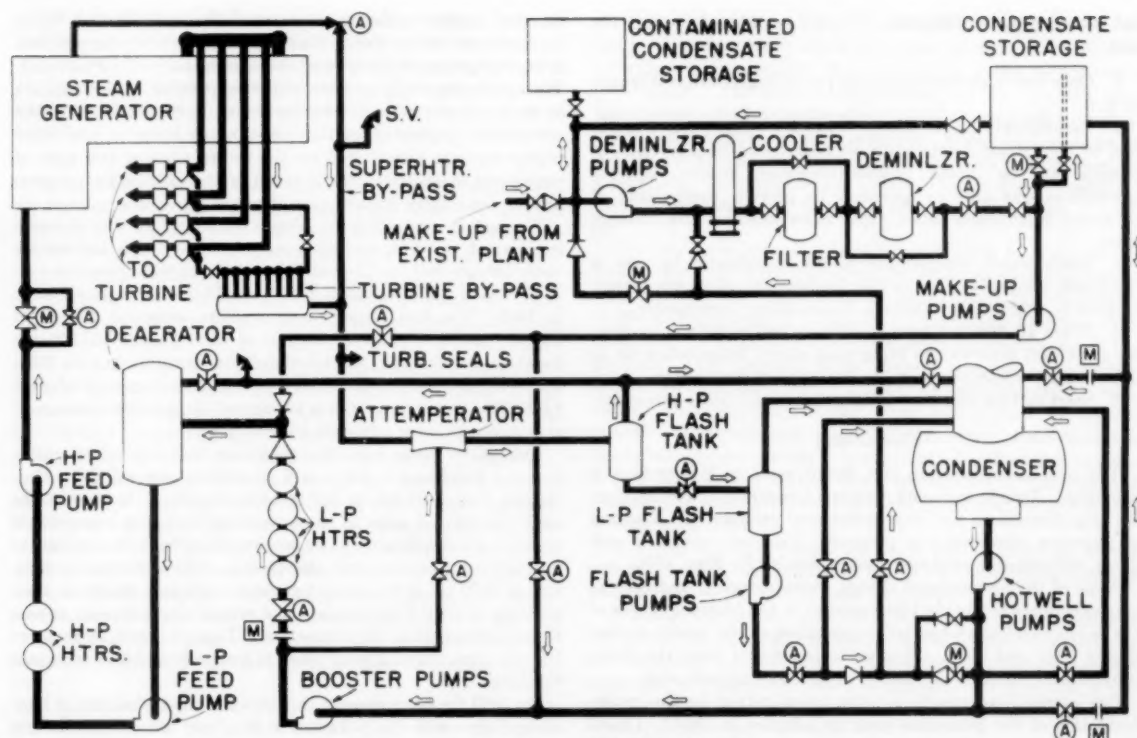 STEAM
GENERATOR
A
S.V.
SUPERHTR.
BY-PASS
TO
TURBINE
TURBINE BY-PASS
MAKE-UP FROM
EXIST. PLANT
CONTAMINATED
CONDENSATE
STORAGE
CONDENSATE
STORAGE
DEMINLZR.
PUMPS
COOLER
DEMINLZR.
A
M
FILTER
M
MAKE-UP
PUMPS
M
A
DEAERATOR
A
A
TURB. SEALS
ATTEMPERATOR
H-P
FLASH
TANK
A
A
M
CONDENSER
H-P
FEED
PUMP
L-P
HTRS
A
L-P FLASH
TANK
FLASH TANK
PUMPS
A
A
A
A
A
HOTWELL
PUMPS
H-P
HTRS
L-P
FEED
PUMP
A
M
BOOSTER PUMPS
A
M
A
A
M